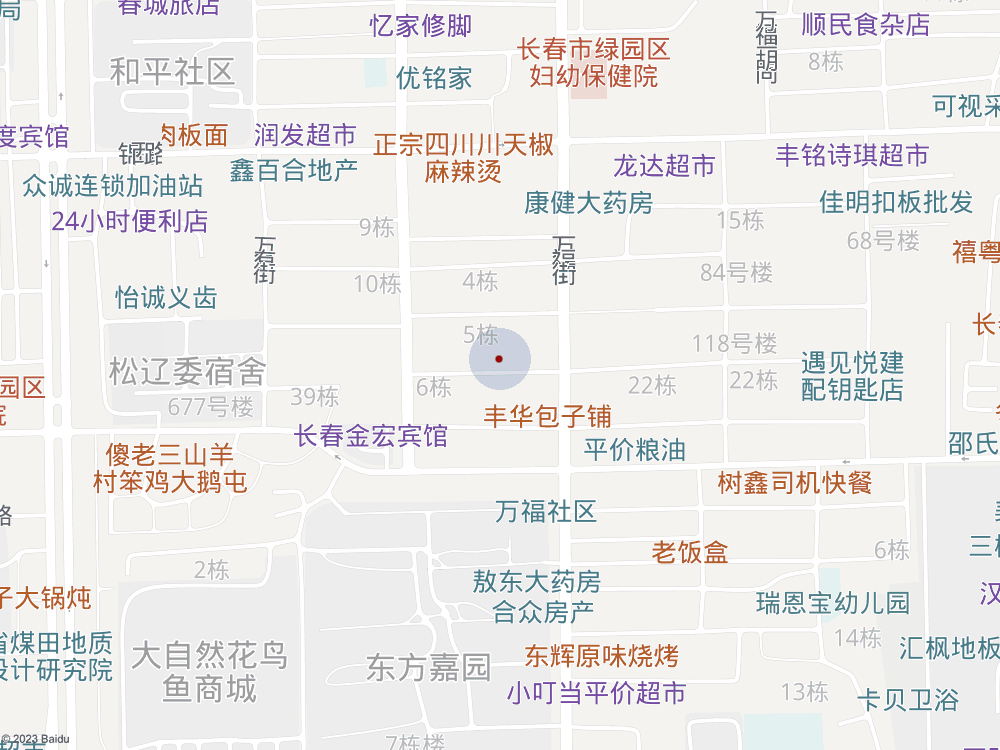 局
春城旅店
忆家修脚
顺民食杂店
万福胡同
长春市绿园区
妇幼保健院
8栋
和平社区
优铭家
可视采
度宾馆
肉板面
润发超市
正宗四川川天椒
麻辣烫
龙达超市
丰铭诗琪超市
鑫百合地产
众诚连锁加油站
24小时便利店
康健大药房
佳明扣板批发
9栋
15栋
68号楼
万春街
万福街
禧粤
10栋
4栋
84号楼
怡诚义齿
5栋
118号楼
长
松辽委宿舍
遇见悦建
配钥匙店
园区
院
6栋
22栋
22栋
39栋
677号楼
丰华包子铺
长春金宏宾馆
平价粮油
邵氏
傻老三山羊
村笨鸡大鹅屯
树鑫司机快餐
路
万福社区
老饭盒
6栋
三
2栋
敖东大药房
合众房产
瑞恩宝幼儿园
汉
子大锅炖
省煤田地质
设计研究院
14栋
汇枫地板
大自然花鸟
鱼商城
东方嘉园
东辉原味烧烤
小叮当平价超市
13栋
卡贝卫浴
7栋楼
© 2023 Baidu